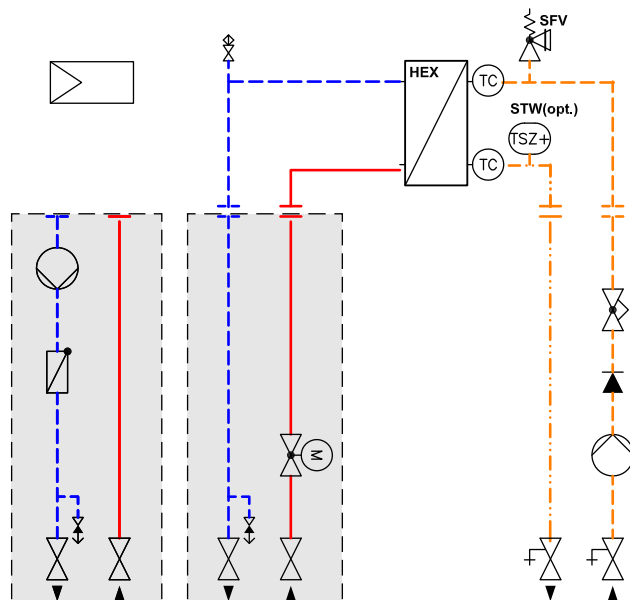 SFV
HEX
TC
STW(opt.)
TSZ+
TC
M